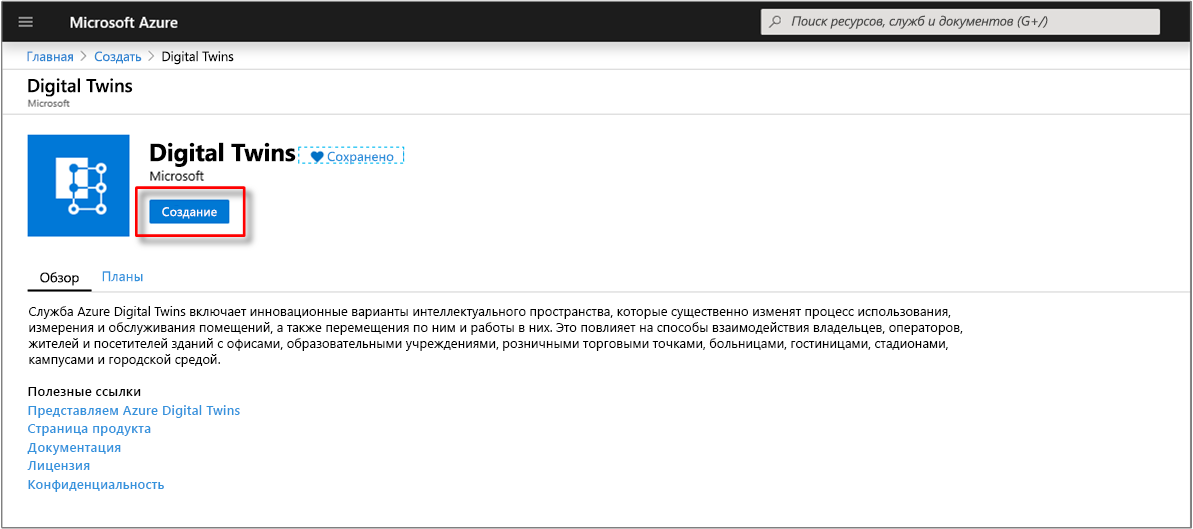 Microsoft Azure
Поиск ресурсов, служб и документов (G+/)
Главная > Создать > Digital Twins
Digital Twins
Microsoft
Digital Twins
Сохранено
Microsoft
Создание
Обзор
Планы
Служба Azure Digital Twins включает инновационные варианты интеллектуального пространства, которые существенно изменят процесс использования,
измерения и обслуживания помещений, а также перемещения по ним и работы в них. Это повлияет на способы взаимодействия владельцев, операторов,
жителей и посетителей зданий с офисами, образовательными учреждениями, розничными торговыми точками, больницами, гостиницами, стадионами,
кампусами и городской средой.
Полезные ссылки
Представляем Azure Digital Twins
Страница продукта
Документация
Лицензия
Конфиденциальность